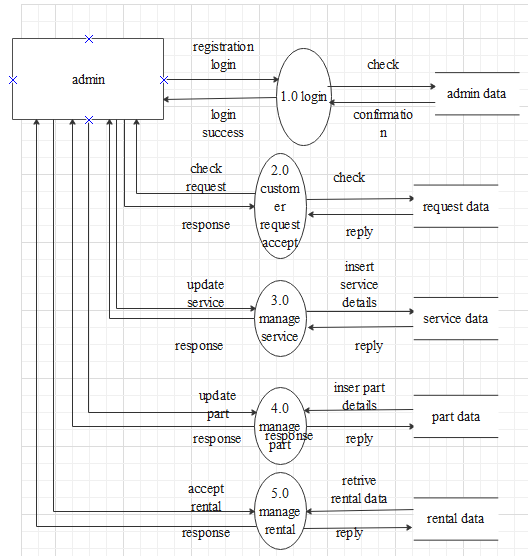 registration
login
check
admin
1.0 login
admin data
login
success
confirmatio
n
check
request
2.0
custom
er
request
accept
check
request data
response
reply
insert
service
details
update
service
3.0
manage
service
service data
response
reply
update
part
4.0
manage
part
inser part
details
part data
response
response
reply
accept
rental
5.0
manage
rental
retrive
rental data
rental data
response
reply